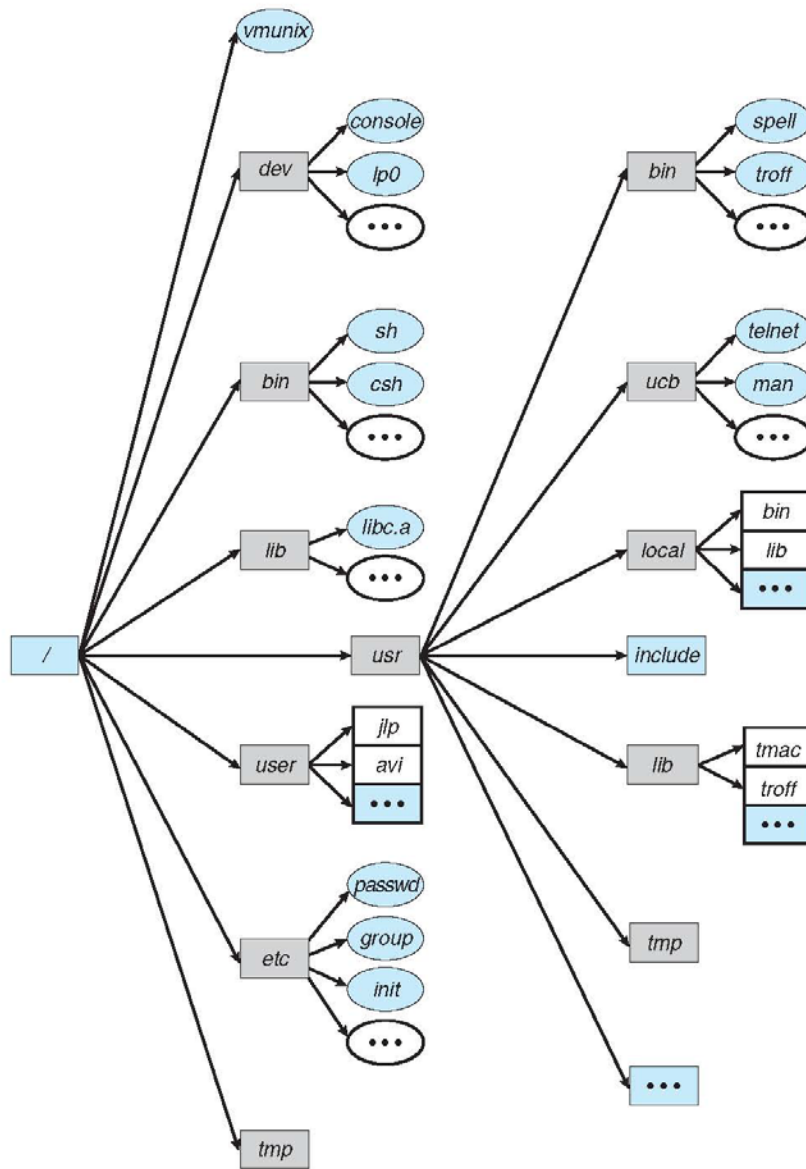 vmunix
dev
console
lp0
•••
bin
sh
csh
•••
lib
libc.a
•••
/
usr
user
jlp
avi
•••
etc
passwd
group
init
•••
tmp
bin
spell
troff
•••
ucb
telnet
man
•••
local
bin
lib
•••
include
lib
tmac
troff
•••
tmp
•••